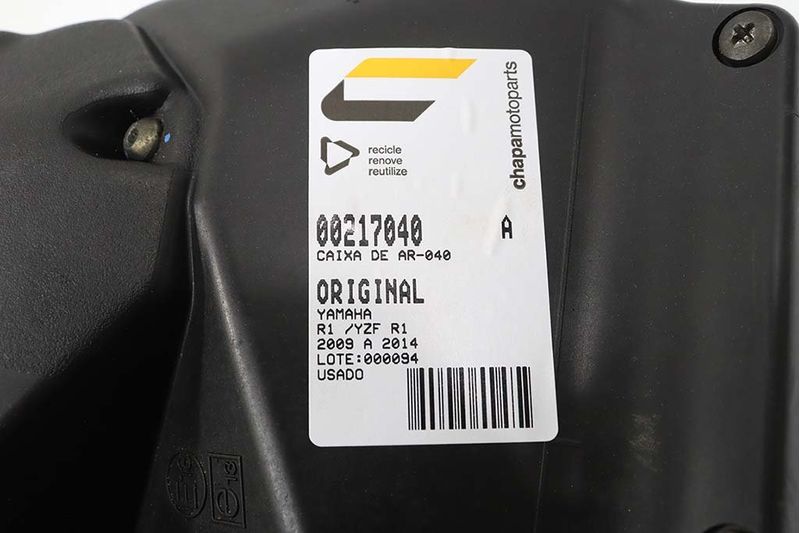 recicle
renove
reutilize
chapamotoparts
00217040 A
CAIXA DE AR-040
ORIGINAL
YAMAHA
R1 /YZF R1
2009 A 2014
LOTE:000094
USADO